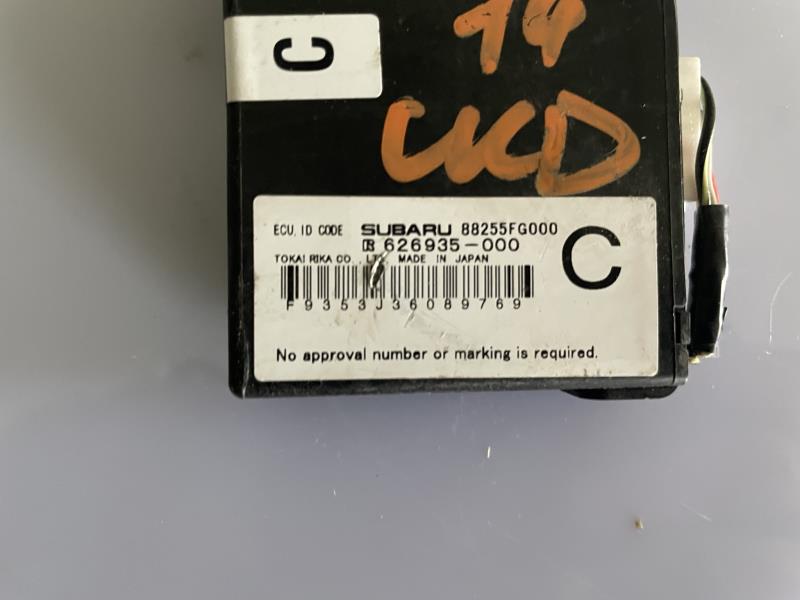 C
UKD
ECU. ID CODE SUBARU 88255FG000
626935-000
C
TOKAI RIKA CO., LTD. MADE IN JAPAN
F9353J36089769
No approval number or marking is required.